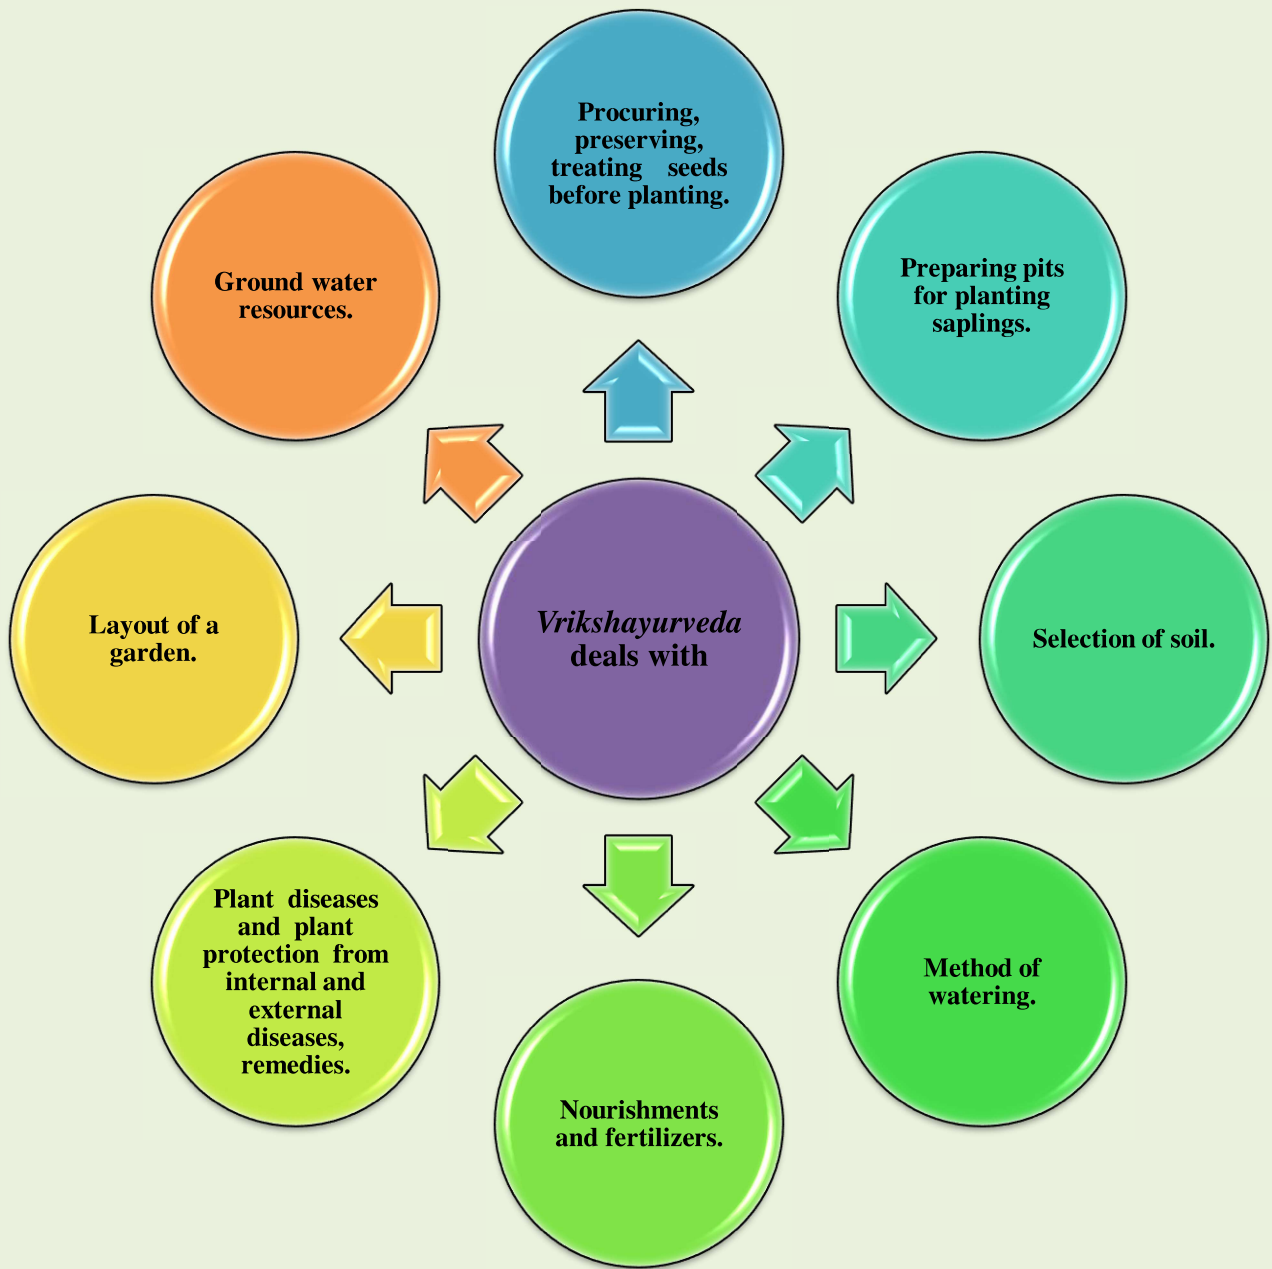 Procuring,
preserving,
treating seeds
before planting.
Preparing pits
for planting
saplings.
Selection of soil.
Method of
watering.
Nourishments
and fertilizers.
Plant diseases
and plant
protection from
internal and
external
diseases,
remedies.
Layout of a
garden.
Ground water
resources.
Vrikshayurveda
deals with